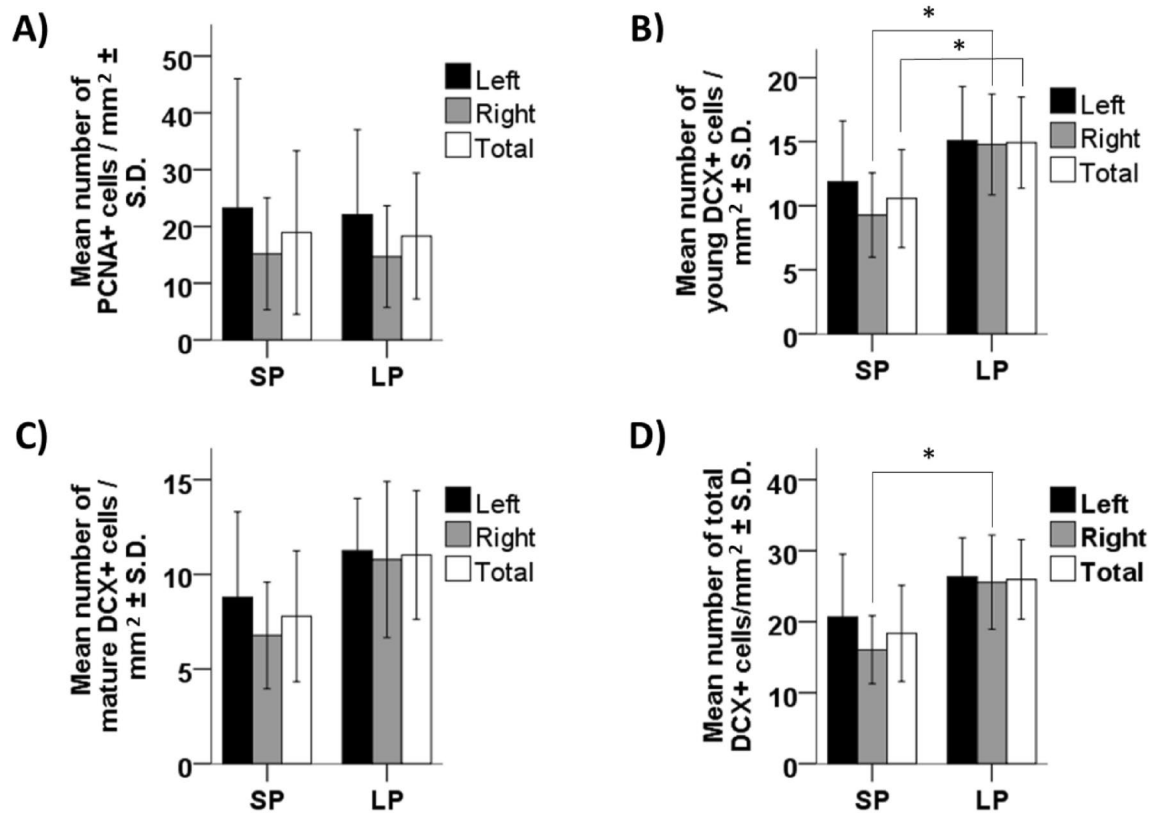 A)
Mean number of
PCNA+ cells / mm² ±
S.D.
50
40
30
20
10
0
SP
LP
Left
Right
Total
B)
*
*
Mean number of
young DCX+ cells /
mm² ± S.D.
20
15
10
5
0
SP
LP
Left
Right
Total
C)
Mean number of
mature DCX+ cells /
mm² ± S.D.
15
10
5
0
SP
LP
Left
Right
Total
D)
*
Mean number of total
DCX+ cells/mm² ± S.D.
40
30
20
10
0
SP
LP
Left
Right
Total